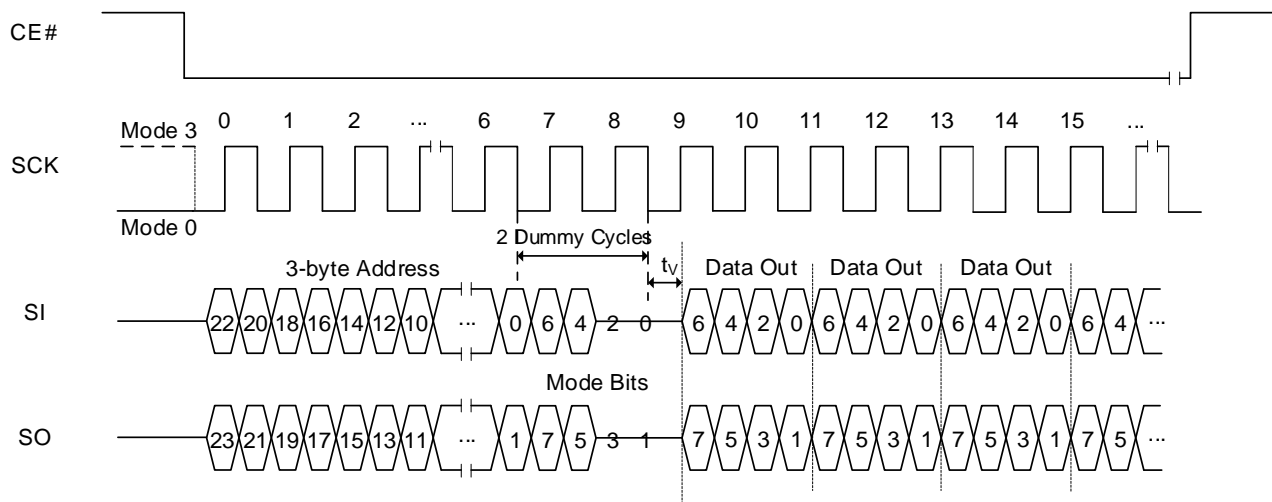 CE#
0 1 2 ... 6 7 8 9 10 11 12 13 14 15 ...
Mode 3
SCK
Mode 0
2 Dummy Cycles
3-byte Address tV Data Out Data Out Data Out
SI 22 20 18 16 14 12 10 ... 0 6 4 2 0 6 4 2 0 6 4 2 0 6 4 2 0 6 4 ...
Mode Bits
SO 23 21 19 17 15 13 11 ... 1 7 5 3 1 7 5 3 1 7 5 3 1 7 5 3 1 7 5 ...